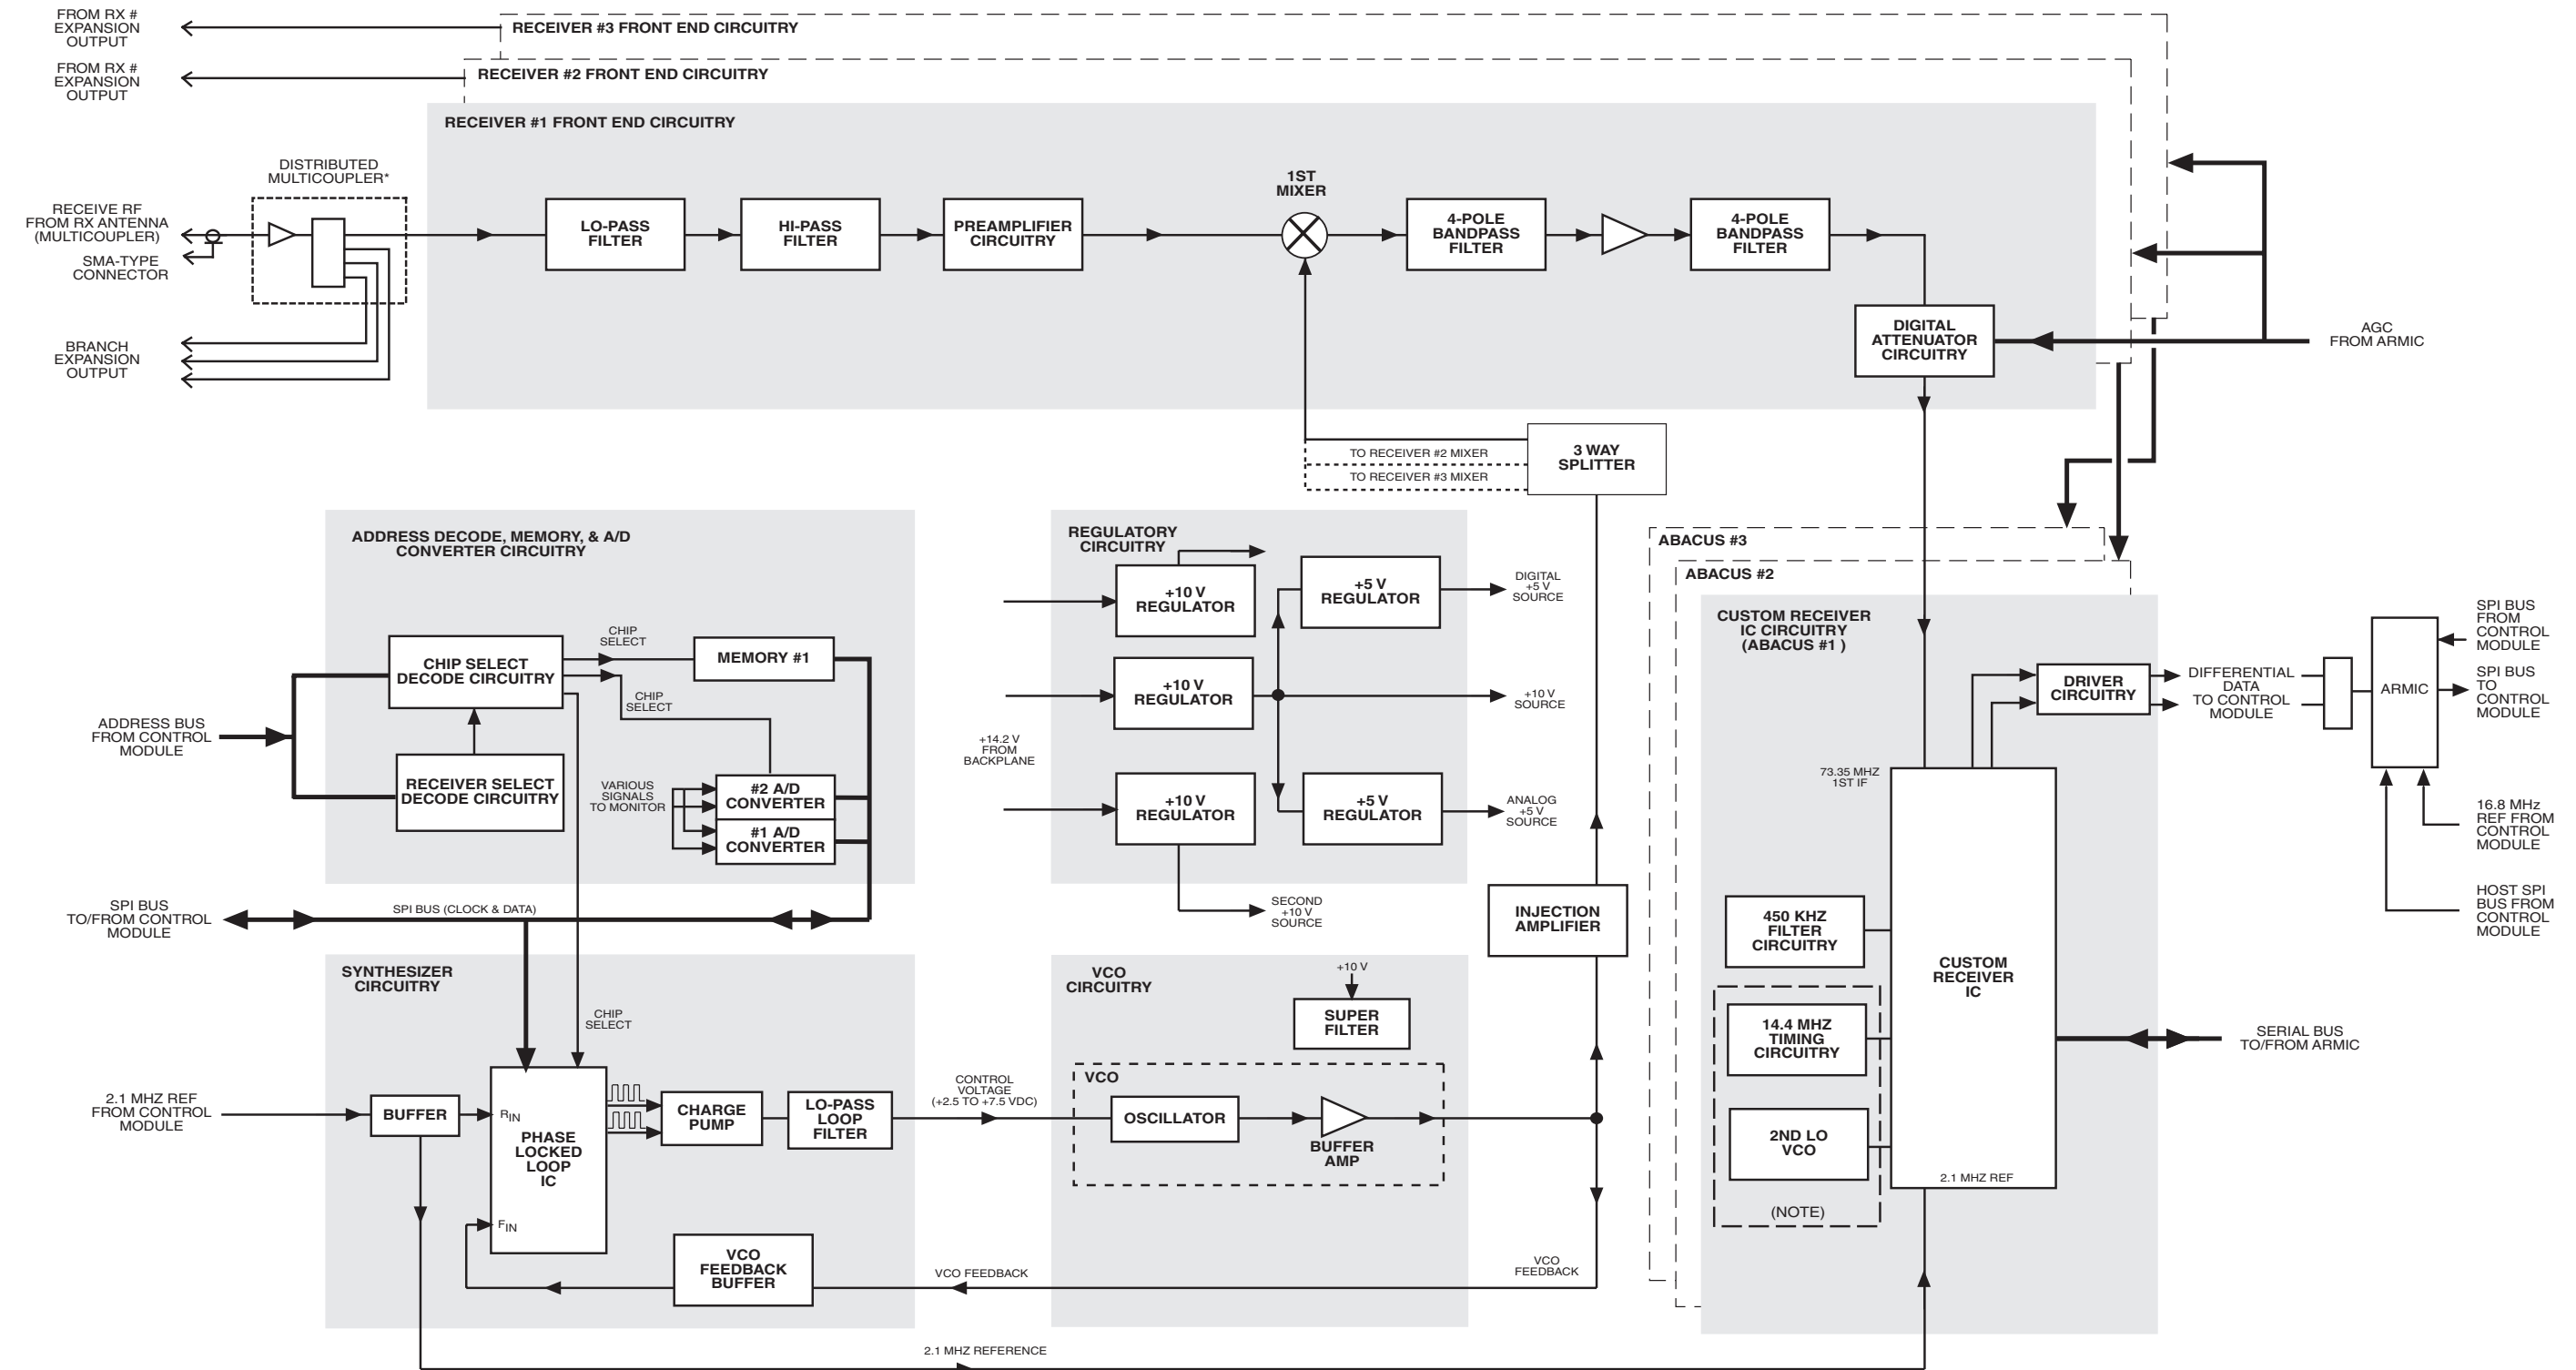 FROM RX #
EXPANSION
OUTPUT
RECEIVER #3 FRONT END CIRCUITRY
FROM RX #
EXPANSION
OUTPUT
RECEIVER #2 FRONT END CIRCUITRY
RECEIVER #1 FRONT END CIRCUITRY
DISTRIBUTED
MULTICOUPLER*
RECEIVE RF
FROM RX ANTENNA
(MULTICOUPLER)
SMA-TYPE
CONNECTOR
BRANCH
EXPANSION
OUTPUT
LO-PASS
FILTER
HI-PASS
FILTER
PREAMPLIFIER
CIRCUITRY
1ST
MIXER
4-POLE
BANDPASS
FILTER
4-POLE
BANDPASS
FILTER
DIGITAL
ATTENUATOR
CIRCUITRY
AGC
FROM ARMIC
3 WAY
SPLITTER
TO RECEIVER #2 MIXER
TO RECEIVER #3 MIXER
ADDRESS DECODE, MEMORY, & A/D
CONVERTER CIRCUITRY
CHIP SELECT
DECODE CIRCUITRY
CHIP
SELECT
MEMORY #1
CHIP
SELECT
ADDRESS BUS
FROM CONTROL
MODULE
RECEIVER SELECT
DECODE CIRCUITRY
VARIOUS
SIGNALS
TO MONITOR
#2 A/D
CONVERTER
#1 A/D
CONVERTER
SPI BUS
TO/FROM CONTROL
MODULE
SPI BUS (CLOCK & DATA)
REGULATORY
CIRCUITRY
+10 V
REGULATOR
+5 V
REGULATOR
DIGITAL
+5 V
SOURCE
+10 V
REGULATOR
+10 V
SOURCE
+14.2 V
FROM
BACKPLANE
+10 V
REGULATOR
+5 V
REGULATOR
ANALOG
+5 V
SOURCE
SECOND
+10 V
SOURCE
INJECTION
AMPLIFIER
ABACUS #3
ABACUS #2
CUSTOM RECEIVER
IC CIRCUITRY
(ABACUS #1 )
DRIVER
CIRCUITRY
DIFFERENTIAL
DATA
TO CONTROL
MODULE
ARMIC
SPI BUS
FROM
CONTROL
MODULE
SPI BUS
TO
CONTROL
MODULE
16.8 MHz
REF FROM
CONTROL
MODULE
HOST SPI
BUS FROM
CONTROL
MODULE
73.35 MHZ
1ST IF
450 KHZ
FILTER
CIRCUITRY
CUSTOM
RECEIVER
IC
14.4 MHZ
TIMING
CIRCUITRY
2ND LO
VCO
(NOTE)
2.1 MHZ REF
SERIAL BUS
TO/FROM ARMIC
SYNTHESIZER
CIRCUITRY
CHIP
SELECT
2.1 MHZ REF
FROM CONTROL
MODULE
BUFFER
RIN
PHASE
LOCKED
LOOP
IC
FIN
CHARGE
PUMP
LO-PASS
LOOP
FILTER
CONTROL
VOLTAGE
(+2.5 TO +7.5 VDC)
VCO
FEEDBACK
BUFFER
VCO FEEDBACK
VCO
CIRCUITRY
+10 V
SUPER
FILTER
VCO
OSCILLATOR
BUFFER
AMP
VCO
FEEDBACK
2.1 MHZ REFERENCE